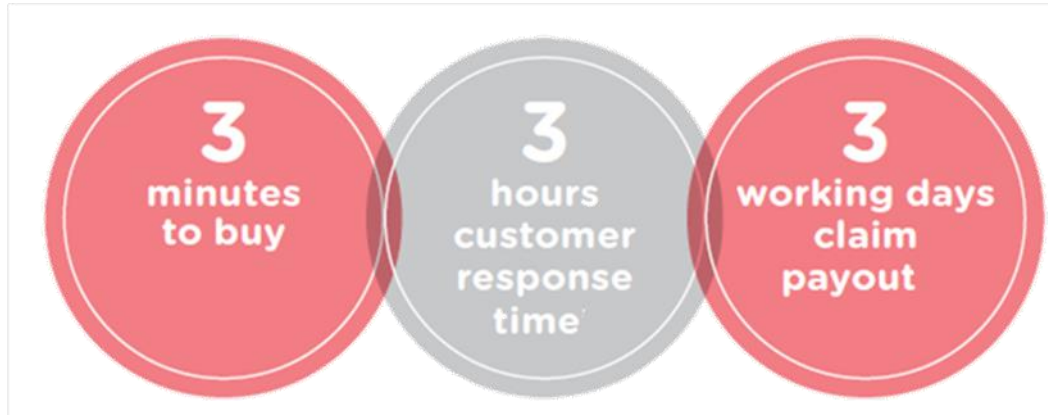 3
minutes
to buy
3
hours
customer
response
time
3
working days
claim
payout